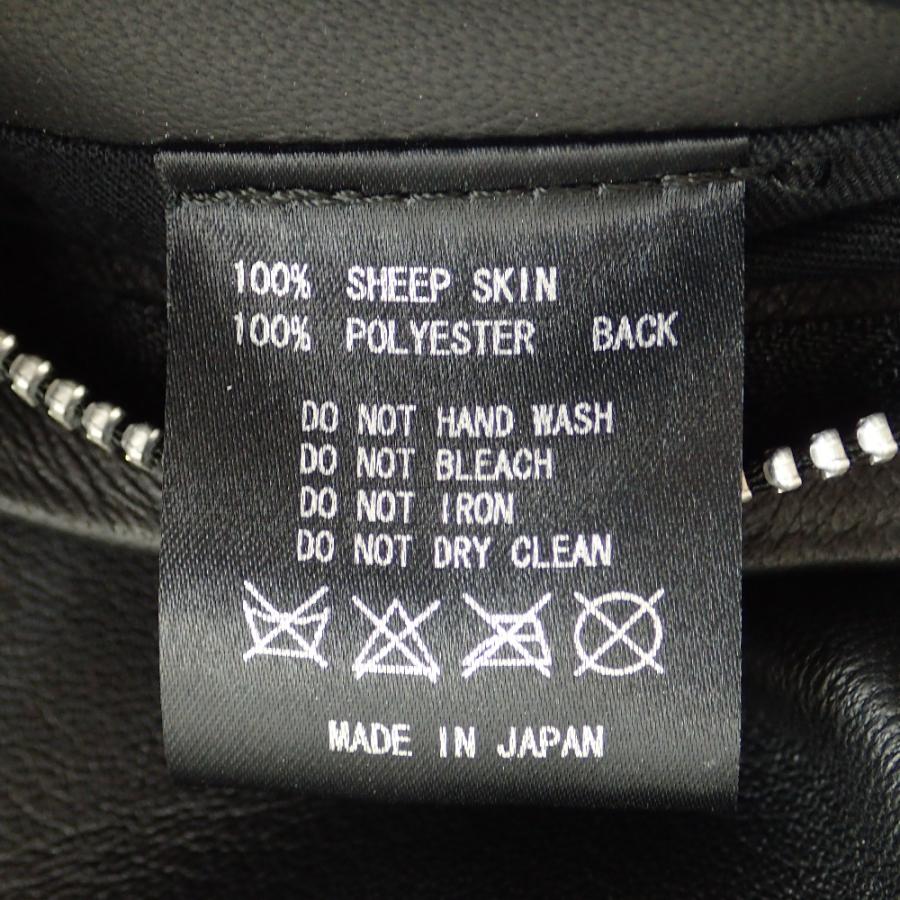 100% SHEEP SKIN
100% POLYESTER BACK
DO NOT HAND WASH
DO NOT BLEACH
DO NOT IRON
DO NOT DRY CLEAN
MADE IN JAPAN